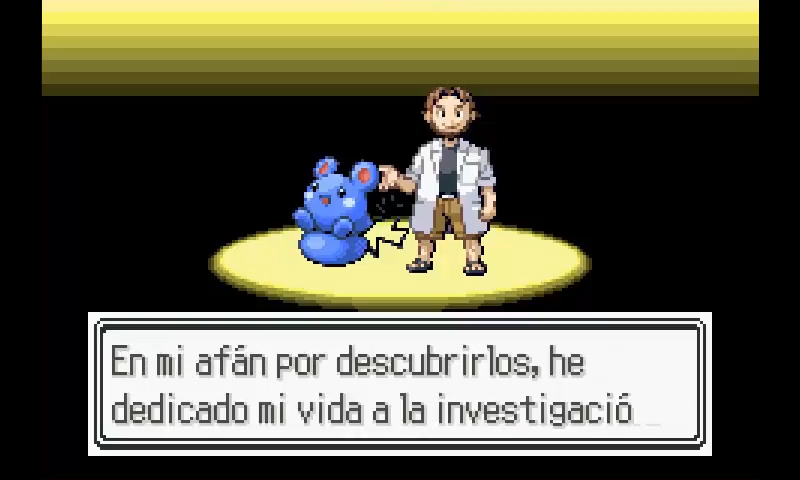 En mi afán por descubrirlos, he
dedicado mi vida a la investigació